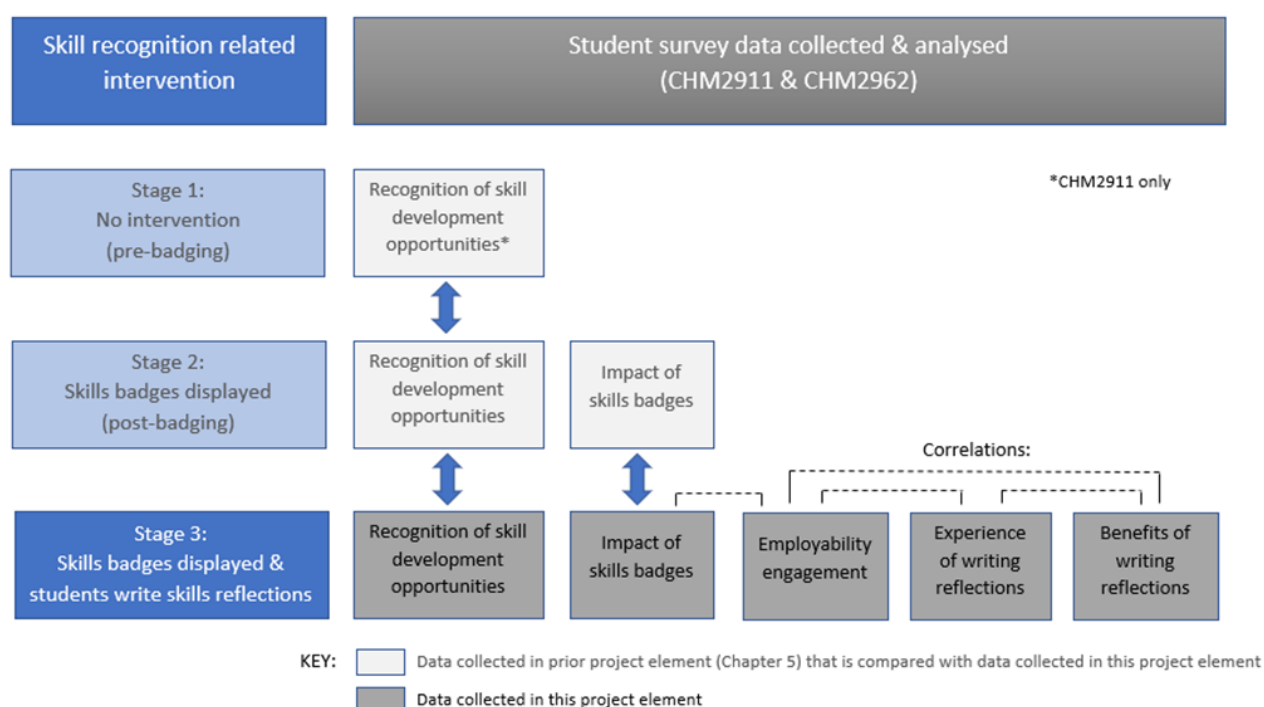 Skill recognition related
intervention
Student survey data collected & analysed
(CHM2911 & CHM2962)
*CHM2911 only
Stage 1:
No intervention
(pre-badging)
Recognition of skill
development
opportunities*
Stage 2:
Skills badges displayed
(post-badging)
Recognition of skill
development
opportunities
Impact of
skills badges
Correlations:
Stage 3:
Skills badges displayed &
students write skills reflections
Recognition of skill
development
opportunities
Impact of
skills badges
Employability
engagement
Experience
of writing
reflections
Benefits of
writing
reflections
KEY:
Data collected in prior project element (Chapter 5) that is compared with data collected in this project element
Data collected in this project element